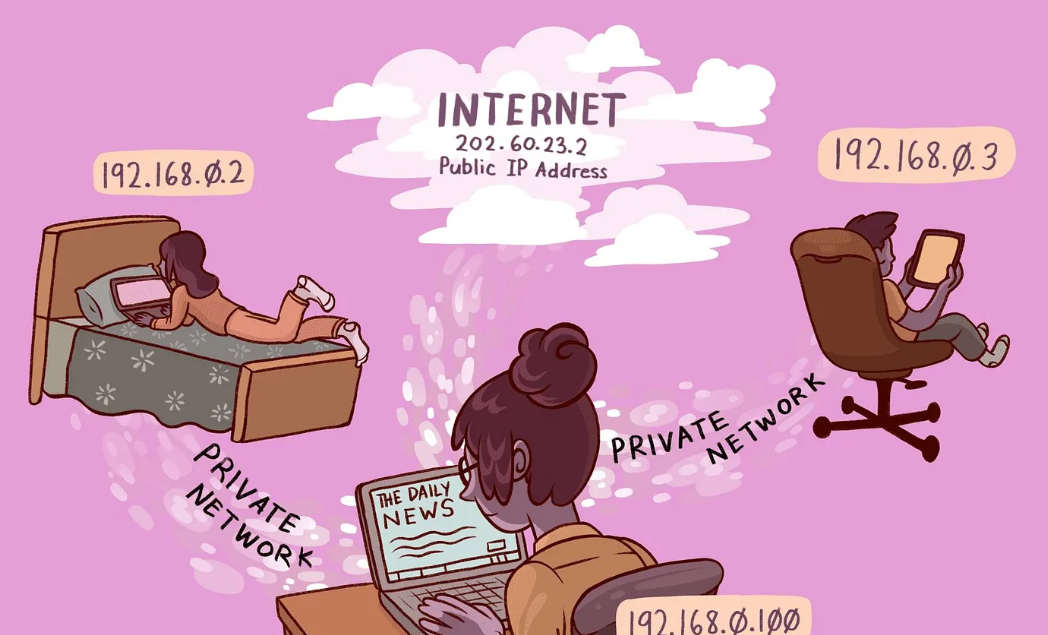 INTERNET
202.60.23.2
Public IP Address
192.168.0.2
192.168.0.3
PRIVATE
NETWORK
PRIVATE
NETWORK
THE DAILY
NEWS
192.168.0.100